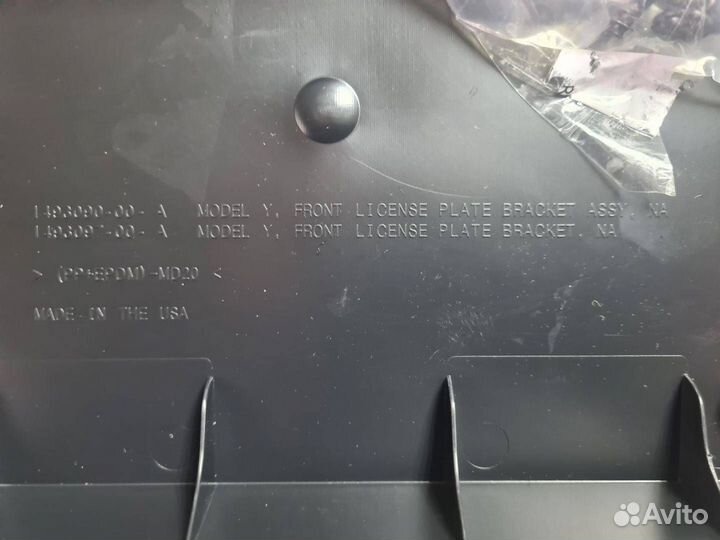 1493090-00-A MODEL Y, FRONT LICENSE PLATE BRACKET ASSY, NA
1493091-00-A MODEL Y, FRONT LICENSE PLATE BRACKET, NA
> (PP+EPDM)-MD20 <
MADE IN THE USA
Avito